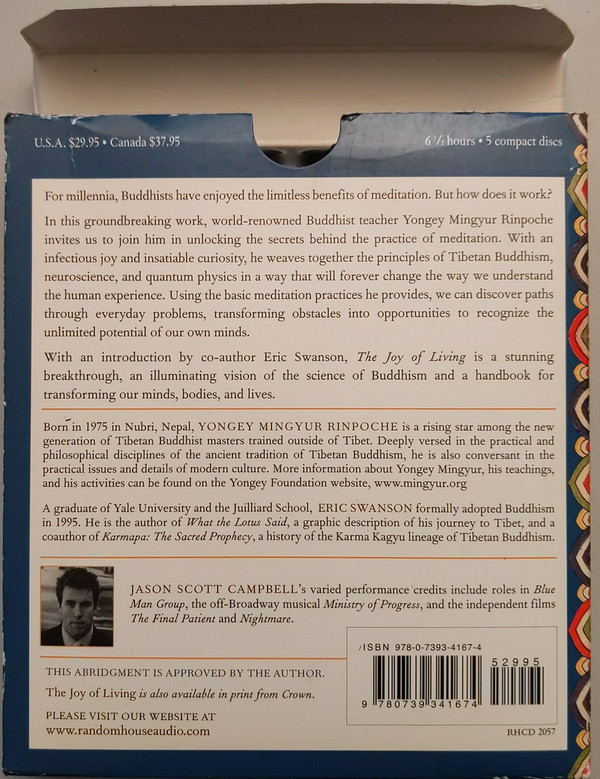 U.S.A. $29.95 • Canada $37.95
6 1/2 hours • 5 compact discs
For millennia, Buddhists have enjoyed the limitless benefits of meditation. But how does it work?
In this groundbreaking work, world-renowned Buddhist teacher Yongey Mingyur Rinpoche
invites us to join him in unlocking the secrets behind the practice of meditation. With an
infectious joy and insatiable curiosity, he weaves together the principles of Tibetan Buddhism,
neuroscience, and quantum physics in a way that will forever change the way we understand
the human experience. Using the basic meditation practices he provides, we can discover paths
through everyday problems, transforming obstacles into opportunities to recognize the
unlimited potential of our own minds.
With an introduction by co-author Eric Swanson, The Joy of Living is a stunning
breakthrough, an illuminating vision of the science of Buddhism and a handbook for
transforming our minds, bodies, and lives.
Born in 1975 in Nubri, Nepal, YONGEY MINGYUR RINPOCHE is a rising star among the new
generation of Tibetan Buddhist masters trained outside of Tibet. Deeply versed in the practical and
philosophical disciplines of the ancient tradition of Tibetan Buddhism, he is also conversant in the
practical issues and details of modern culture. More information about Yongey Mingyur, his teachings,
and his activities can be found on the Yongey Foundation website, www.mingyur.org
A graduate of Yale University and the Juilliard School, ERIC SWANSON formally adopted Buddhism
in 1995. He is the author of What the Lotus Said, a graphic description of his journey to Tibet, and a
coauthor of Karmapa: The Sacred Prophecy, a history of the Karma Kagyu lineage of Tibetan Buddhism.
JASON SCOTT CAMPBELL's varied performance credits include roles in Blue
Man Group, the off-Broadway musical Ministry of Progress, and the independent films
The Final Patient and Nightmare.
THIS ABRIDGMENT IS APPROVED BY THE AUTHOR.
The Joy of Living is also available in print from Crown.
PLEASE VISIT OUR WEBSITE AT
www.randomhouseaudio.com
ISBN 978-0-7393-4167-4
52995
9 780739 341674
RHCD 2057